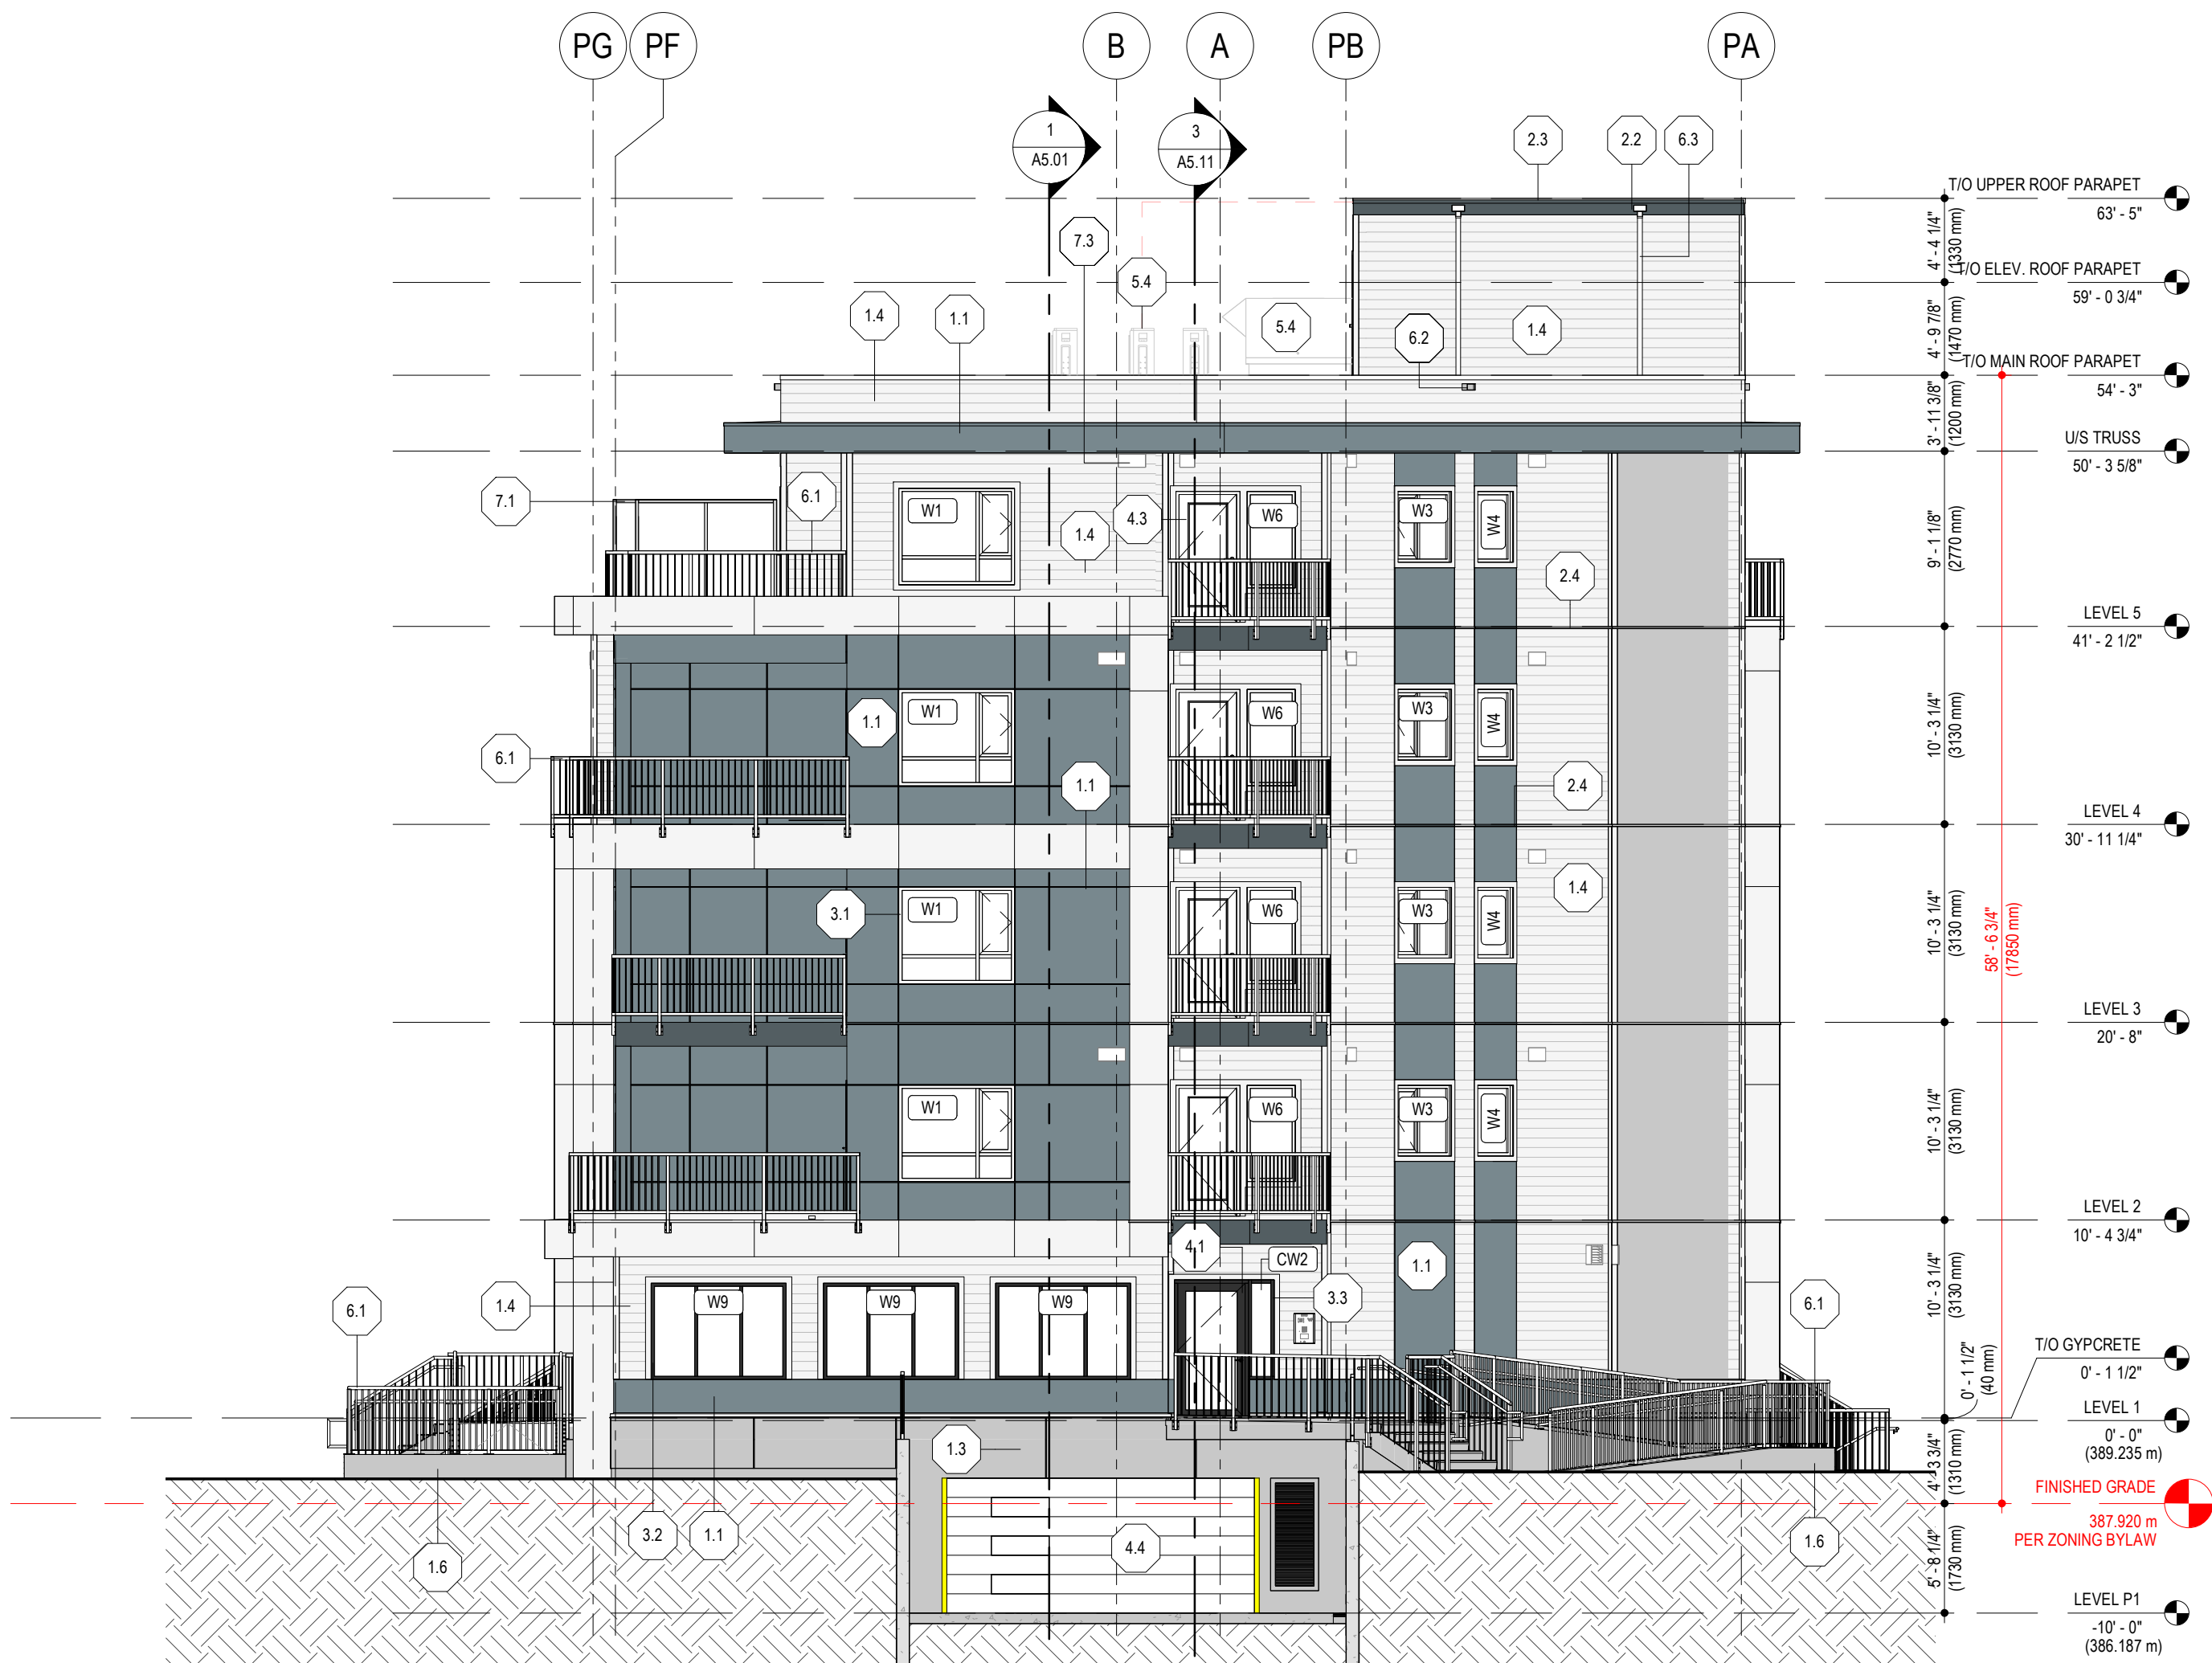 PG PF B A PB PA
1
A5.01
3
A5.11
2.3 2.2 6.3
T/O UPPER ROOF PARAPET
63' - 5"
4' - 4 1/4"
(1330 mm)
7.3
5.4
T/O ELEV. ROOF PARAPET
59' - 0 3/4"
1.4 1.1 5.4 6.2 1.4
4' - 9 7/8"
(1470 mm)
T/O MAIN ROOF PARAPET
54' - 3"
3' - 11 3/8"
(1200 mm)
U/S TRUSS
50' - 3 5/8"
7.1 6.1 W1 1.4 4.3 W6 W3 W4
2.4
9' - 1 1/8"
(2770 mm)
LEVEL 5
41' - 2 1/2"
1.1 W1 W6 W3 W4
6.1 1.1 2.4
10' - 3 1/4"
(3130 mm)
LEVEL 4
30' - 11 1/4"
3.1 W1 W6 W3 W4 1.4
10' - 3 1/4"
(3130 mm)
58' - 6 3/4"
(17850 mm)
LEVEL 3
20' - 8"
W1 W6 W3 W4
10' - 3 1/4"
(3130 mm)
LEVEL 2
10' - 4 3/4"
4.1 CW2 1.1
6.1 1.4 W9 W9 W9 3.3 6.1
10' - 3 1/4"
(3130 mm)
T/O GYPCRETE
0' - 1 1/2"
0' - 1 1/2"
(40 mm)
LEVEL 1
0' - 0"
(389.235 m)
1.3
4' - 3 3/4"
(1310 mm)
FINISHED GRADE
387.920 m
PER ZONING BYLAW
1.6 3.2 1.1 4.4 1.6
5' - 8 1/4"
(1730 mm)
LEVEL P1
-10' - 0"
(386.187 m)